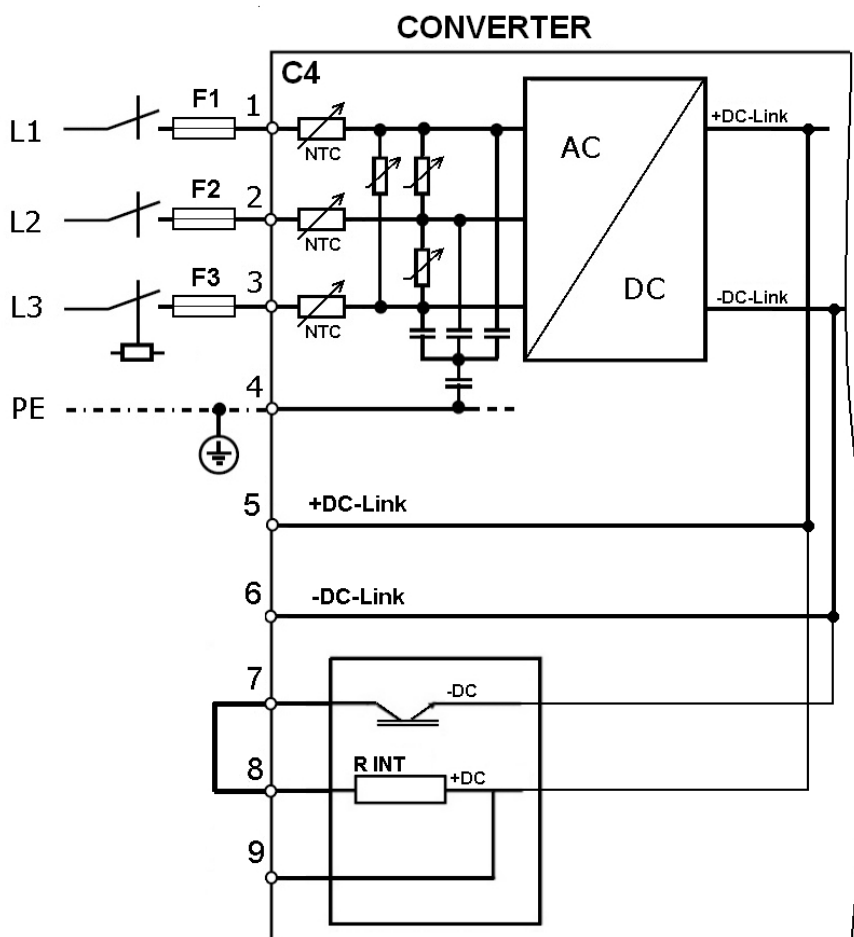 CONVERTER
C4
L1
F1
1
NTC
AC
+DC-Link
L2
F2
2
NTC
L3
F3
3
NTC
DC
-DC-Link
PE
4
5
+DC-Link
6
-DC-Link
7
-DC
8
R INT
+DC
9